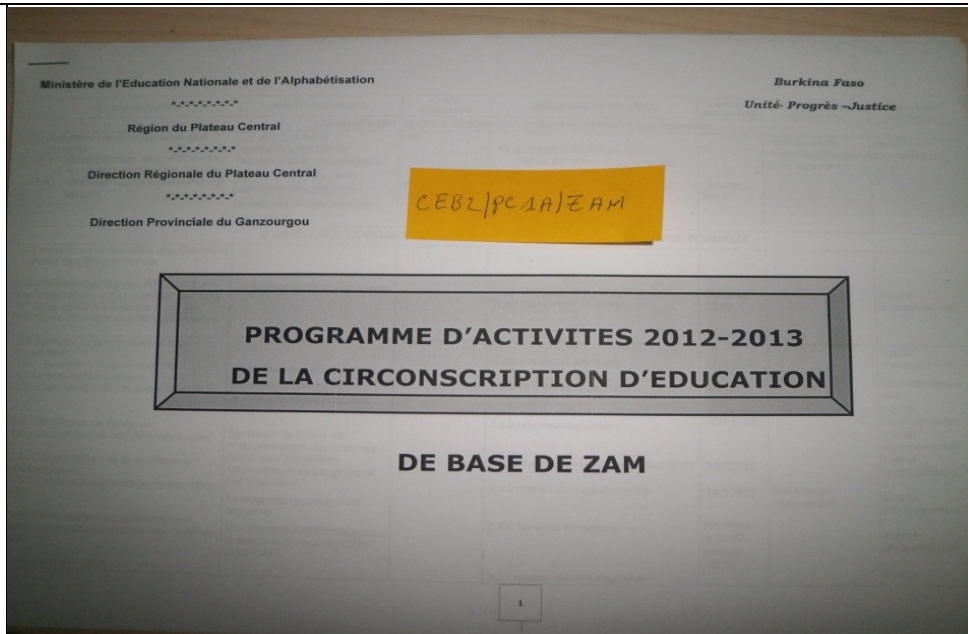 Ministère de l'Education Nationale et de l'Alphabétisation
*-*-*-*-*-*-*-*-*
Région du Plateau Central
*-*-*-*-*-*-*-*-*
Direction Régionale du Plateau Central
*-*-*-*-*-*-*-*-*
Direction Provinciale du Ganzourgou
Burkina Faso
Unité- Progrès –Justice
CEB2/PC1A/ZAM
PROGRAMME D'ACTIVITES 2012-2013
DE LA CIRCONSCRIPTION D'EDUCATION
DE BASE DE ZAM
1